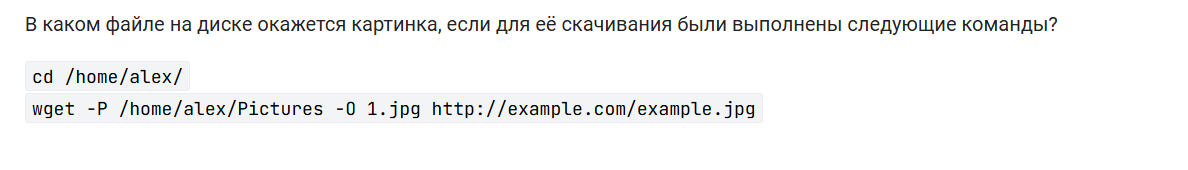 В каком файле на диске окажется картинка, если для её скачивания были выполнены следующие команды?
cd /home/alex/
wget -P /home/alex/Pictures -O 1.jpg http://example.com/example.jpg